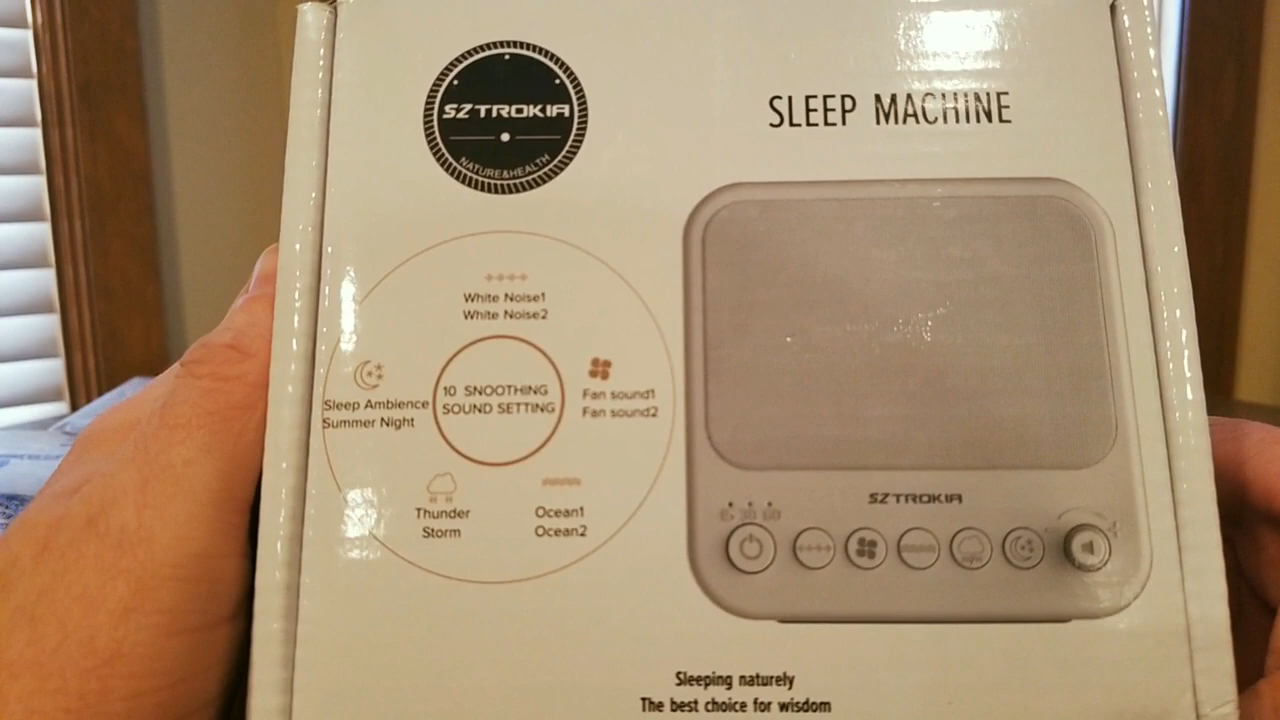 SZTROKIA
NATURE&HEALTH
SLEEP MACHINE
White Noise1
White Noise2
10 SNOOTHING
SOUND SETTING
Fan sound1
Fan sound2
Sleep Ambience
Summer Night
Thunder
Storm
Ocean1
Ocean2
SZTROKIA
15 30 60
Sleeping naturely
The best choice for wisdom